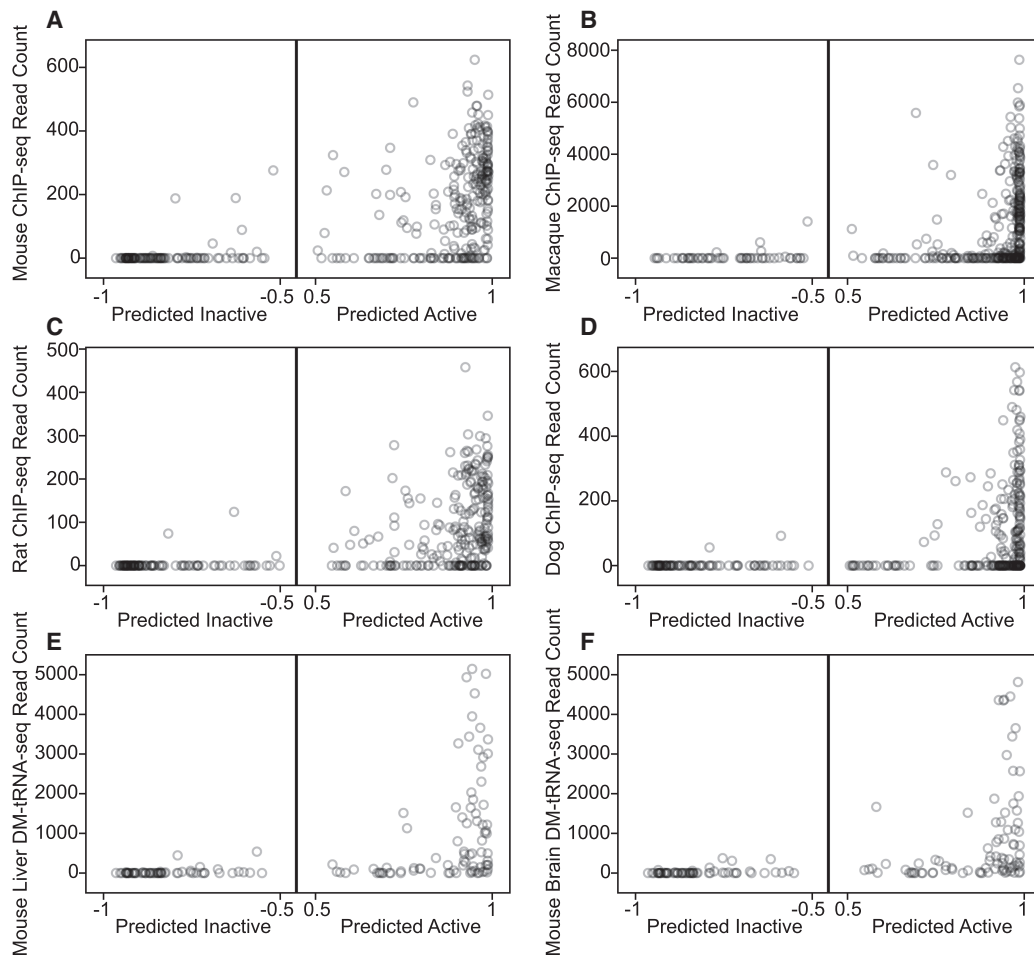 A
Mouse ChIP-seq Read Count
600
400
200
0
-1
-0.5
0.5
1
Predicted Inactive
Predicted Active
B
Macaque ChIP-seq Read Count
8000
6000
4000
2000
0
-1
-0.5
0.5
1
Predicted Inactive
Predicted Active
C
Rat ChIP-seq Read Count
500
400
300
200
100
0
-1
-0.5
0.5
1
Predicted Inactive
Predicted Active
D
Dog ChIP-seq Read Count
600
400
200
0
-1
-0.5
0.5
1
Predicted Inactive
Predicted Active
E
Mouse Liver DM-tRNA-seq Read Count
5000
4000
3000
2000
1000
0
-1
-0.5
0.5
1
Predicted Inactive
Predicted Active
F
Mouse Brain DM-tRNA-seq Read Count
5000
4000
3000
2000
1000
0
-1
-0.5
0.5
1
Predicted Inactive
Predicted Active